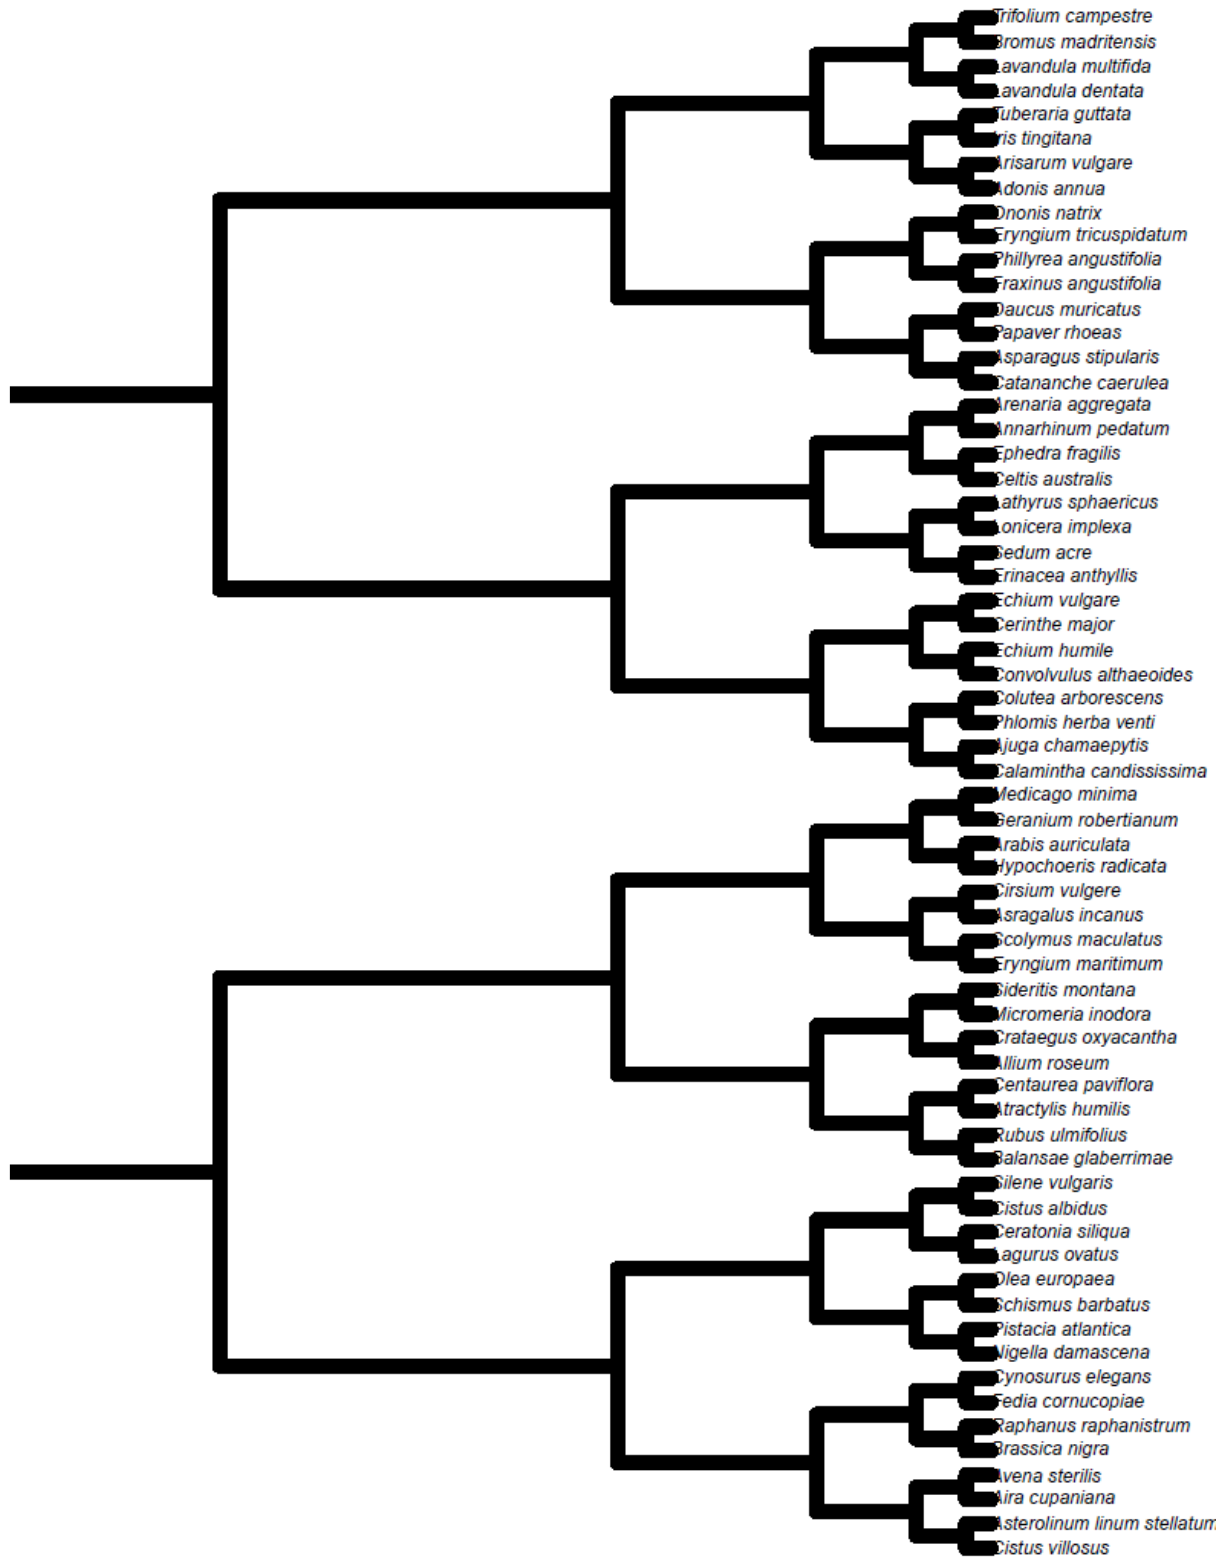 Trifolium campestre
Bromus madritensis
Lavandula multifida
Lavandula dentata
Tuberaria guttata
Iris tingitana
Arisarum vulgare
Adonis annua
Ononis natrix
Eryngium tricuspidatum
Phillyrea angustifolia
Fraxinus angustifolia
Daucus muricatus
Papaver rhoeas
Asparagus stipularis
Catananche caerulea
Arenaria aggregata
Annarhinum pedatum
Ephedra fragilis
Celtis australis
Lathyrus sphaericus
Lonicera implexa
Sedum acre
Erinacea anthyllis
Echium vulgare
Cerinthe major
Echium humile
Convolvulus althaeoides
Colutea arborescens
Phlomis herba venti
Ajuga chamaepytis
Calamintha candississima
Medicago minima
Geranium robertianum
Arabis auriculata
Hypochoeris radicata
Cirsium vulgere
Asragalus incanus
Scolymus maculatus
Eryngium maritimum
Sideritis montana
Micromeria inodora
Crataegus oxyacantha
Allium roseum
Centaurea paviflora
Atractylis humilis
Rubus ulmifolius
Balansae glaberrimae
Silene vulgaris
Cistus albidus
Ceratonia siliqua
Lagurus ovatus
Olea europaea
Schismus barbatus
Pistacia atlantica
Nigella damascena
Cynosurus elegans
Fedia cornucopiae
Raphanus raphanistrum
Brassica nigra
Avena sterilis
Aira cupaniana
Asterolinum linum stellatum
Cistus villosus